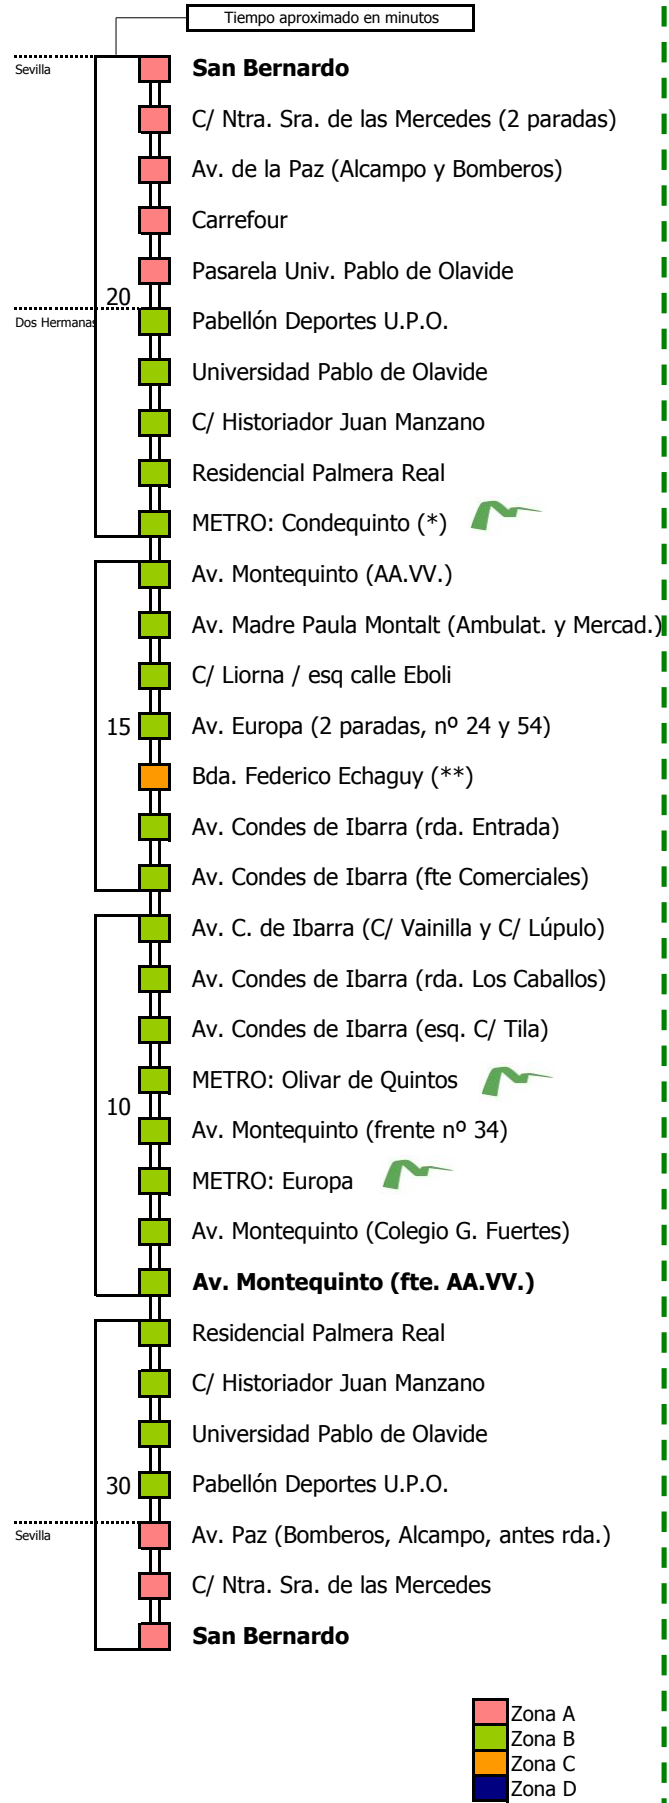 Tiempo aproximado en minutos
Sevilla
San Bernardo
C/ Ntra. Sra. de las Mercedes (2 paradas)
Av. de la Paz (Alcampo y Bomberos)
Carrefour
Pasarela Univ. Pablo de Olavide
20
Dos Hermanas
Pabellón Deportes U.P.O.
Universidad Pablo de Olavide
C/ Historiador Juan Manzano
Residencial Palmera Real
METRO: Condequinto (*)
Av. Montequinto (AA.VV.)
Av. Madre Paula Montalt (Ambulat. y Mercad.)
C/ Liorna / esq calle Eboli
15
Av. Europa (2 paradas, nº 24 y 54)
Bda. Federico Echaguy (**)
Av. Condes de Ibarra (rda. Entrada)
Av. Condes de Ibarra (fte Comerciales)
Av. C. de Ibarra (C/ Vainilla y C/ Lúpulo)
Av. Condes de Ibarra (rda. Los Caballos)
Av. Condes de Ibarra (esq. C/ Tila)
METRO: Olivar de Quintos
10
Av. Montequinto (frente nº 34)
METRO: Europa
Av. Montequinto (Colegio G. Fuertes)
Av. Montequinto (fte. AA.VV.)
Residencial Palmera Real
C/ Historiador Juan Manzano
Universidad Pablo de Olavide
30
Pabellón Deportes U.P.O.
Sevilla
Av. Paz (Bomberos, Alcampo, antes rda.)
C/ Ntra. Sra. de las Mercedes
San Bernardo
Zona A
Zona B
Zona C
Zona D